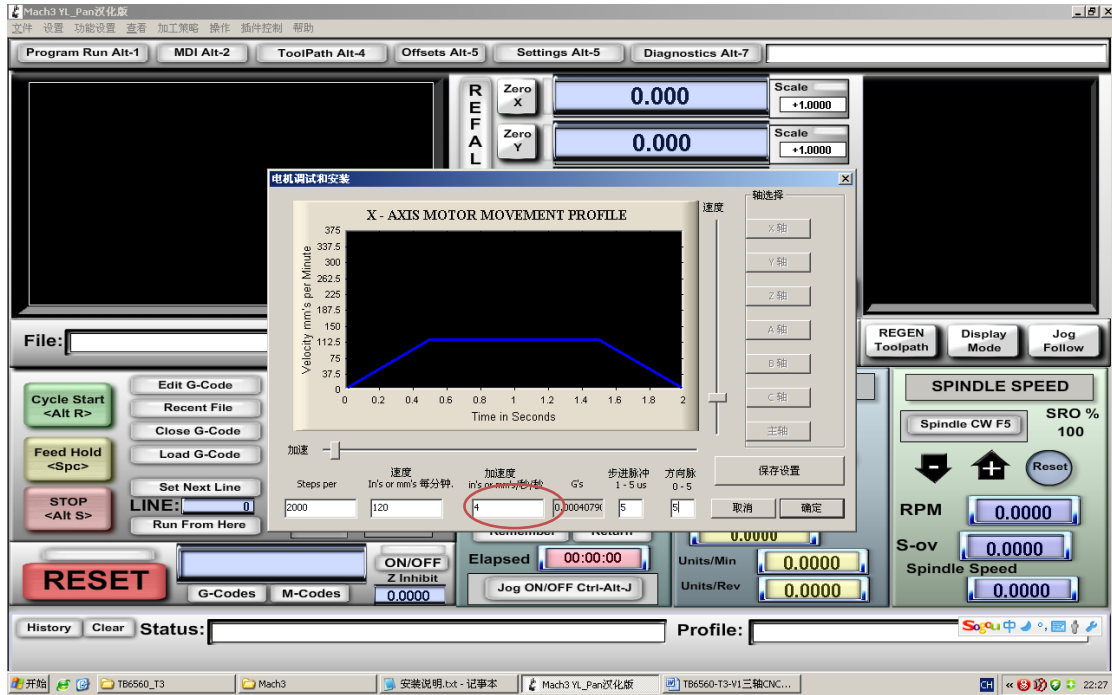 Mach3 YL_Pan汉化版
文件 设置 功能设置 查看 加工策略 操作 插件控制 帮助
Program Run Alt-1 MDI Alt-2 ToolPath Alt-4 Offsets Alt-5 Settings Alt-5 Diagnostics Alt-7
REFAL
Zero X
0.000
Scale
+1.0000
Zero Y
0.000
Scale
+1.0000
电机调试和安装
X - AXIS MOTOR MOVEMENT PROFILE
Velocity mm's per Minute
375
337.5
300
262.5
225
187.5
150
112.5
75
37.5
0
0 0.2 0.4 0.6 0.8 1 1.2 1.4 1.6 1.8 2
Time in Seconds
速度
轴选择
X 轴
Y 轴
Z 轴
A 轴
B 轴
C 轴
主轴
加速
Steps per
速度
In's or mm's 每分钟.
加速度
in's or mm's/秒/秒
G's
步进脉冲
1 - 5 us
方向脉
0 - 5
保存设置
2000 120 4 0.00040790 5 5
取消 确定
File:
REGEN Toolpath
Display Mode
Jog Follow
Cycle Start <Alt R>
Feed Hold <Spc>
STOP <Alt S>
Edit G-Code
Recent File
Close G-Code
Load G-Code
Set Next Line
LINE: 0
Run From Here
SPINDLE SPEED
Spindle CW F5
SRO %
100
Reset
RPM 0.0000
S-ov 0.0000
Spindle Speed
0.0000
RESET
G-Codes M-Codes
ON/OFF
Z Inhibit
0.0000
Remember Return
Elapsed 00:00:00
Jog ON/OFF Ctrl-Alt-J
0.0000
Units/Min 0.0000
Units/Rev 0.0000
History Clear Status:
Profile:
Sogou 中
开始 TB6560_T3 Mach3 安装说明.txt - 记事本 Mach3 YL_Pan汉化版 TB6560-T3-V1三轴CNC... CH 22:27